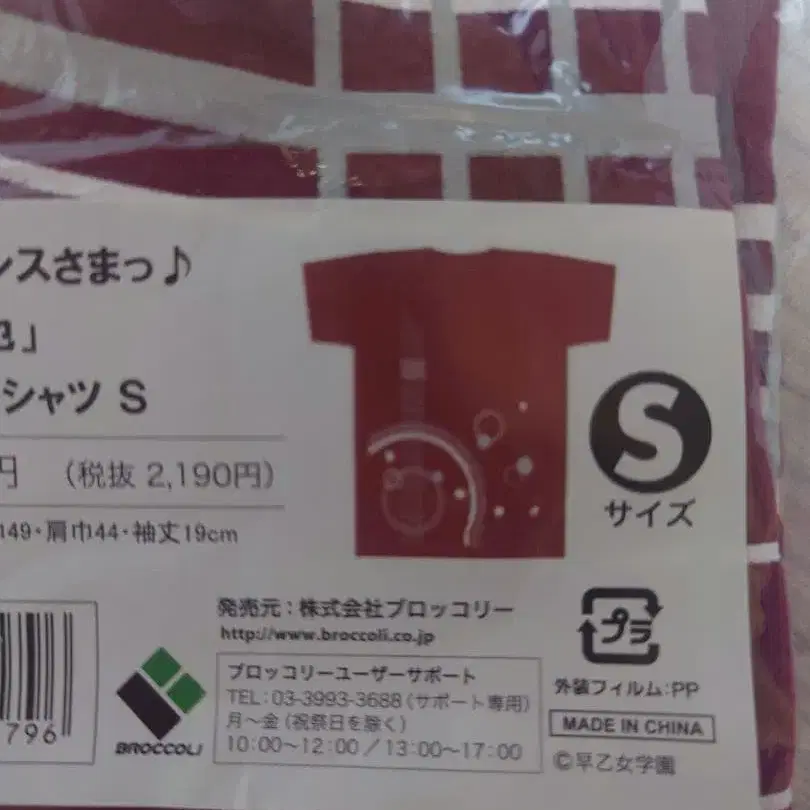 ンスさまっ♪
」
シャツ S
円 （税抜 2,190円）
49・肩巾44・袖丈19cm
S
サイズ
発売元：株式会社ブロッコリー
http://www.broccoli.co.jp
ブロッコリーユーザーサポート
TEL：03-3993-3688（サポート専用）
月～金（祝祭日を除く）
10:00～12:00／13:00～17:00
796
BROCCOLI
プラ
外装フィルム：PP
MADE IN CHINA
©早乙女学園